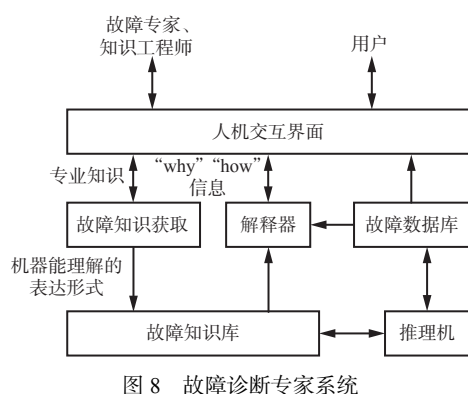 故障专家、
知识工程师
用户
人机交互界面
专业知识
“why”“how”
信息
故障知识获取
解释器
故障数据库
机器能理解的
表达形式
故障知识库
推理机
图 8　故障诊断专家系统